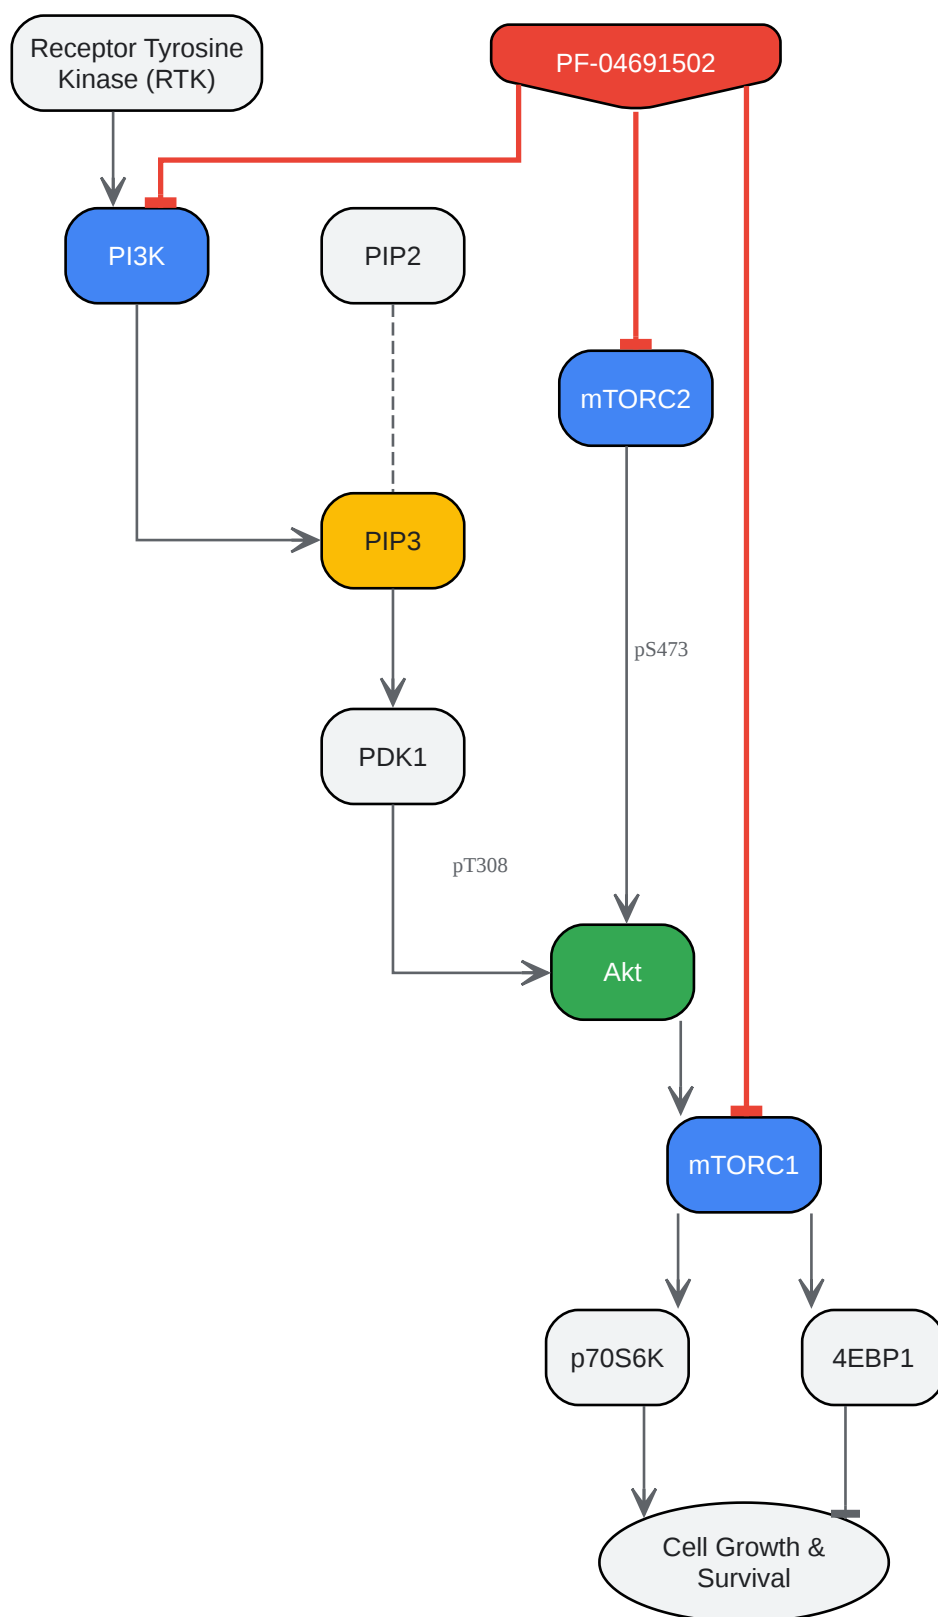 Receptor Tyrosine
Kinase (RTK)
PF-04691502
PI3K
PIP2
mTORC2
PIP3
pS473
PDK1
pT308
Akt
mTORC1
p70S6K
4EBP1
Cell Growth &
Survival